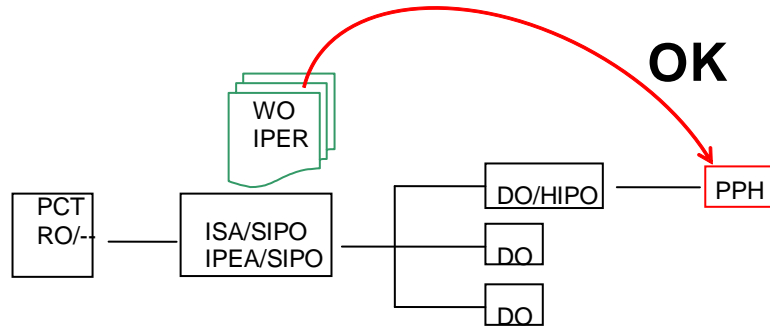 OK
WO
IPER
PCT
RO/--
ISA/SIPO
IPEA/SIPO
DO/HIPO
PPH
DO
DO